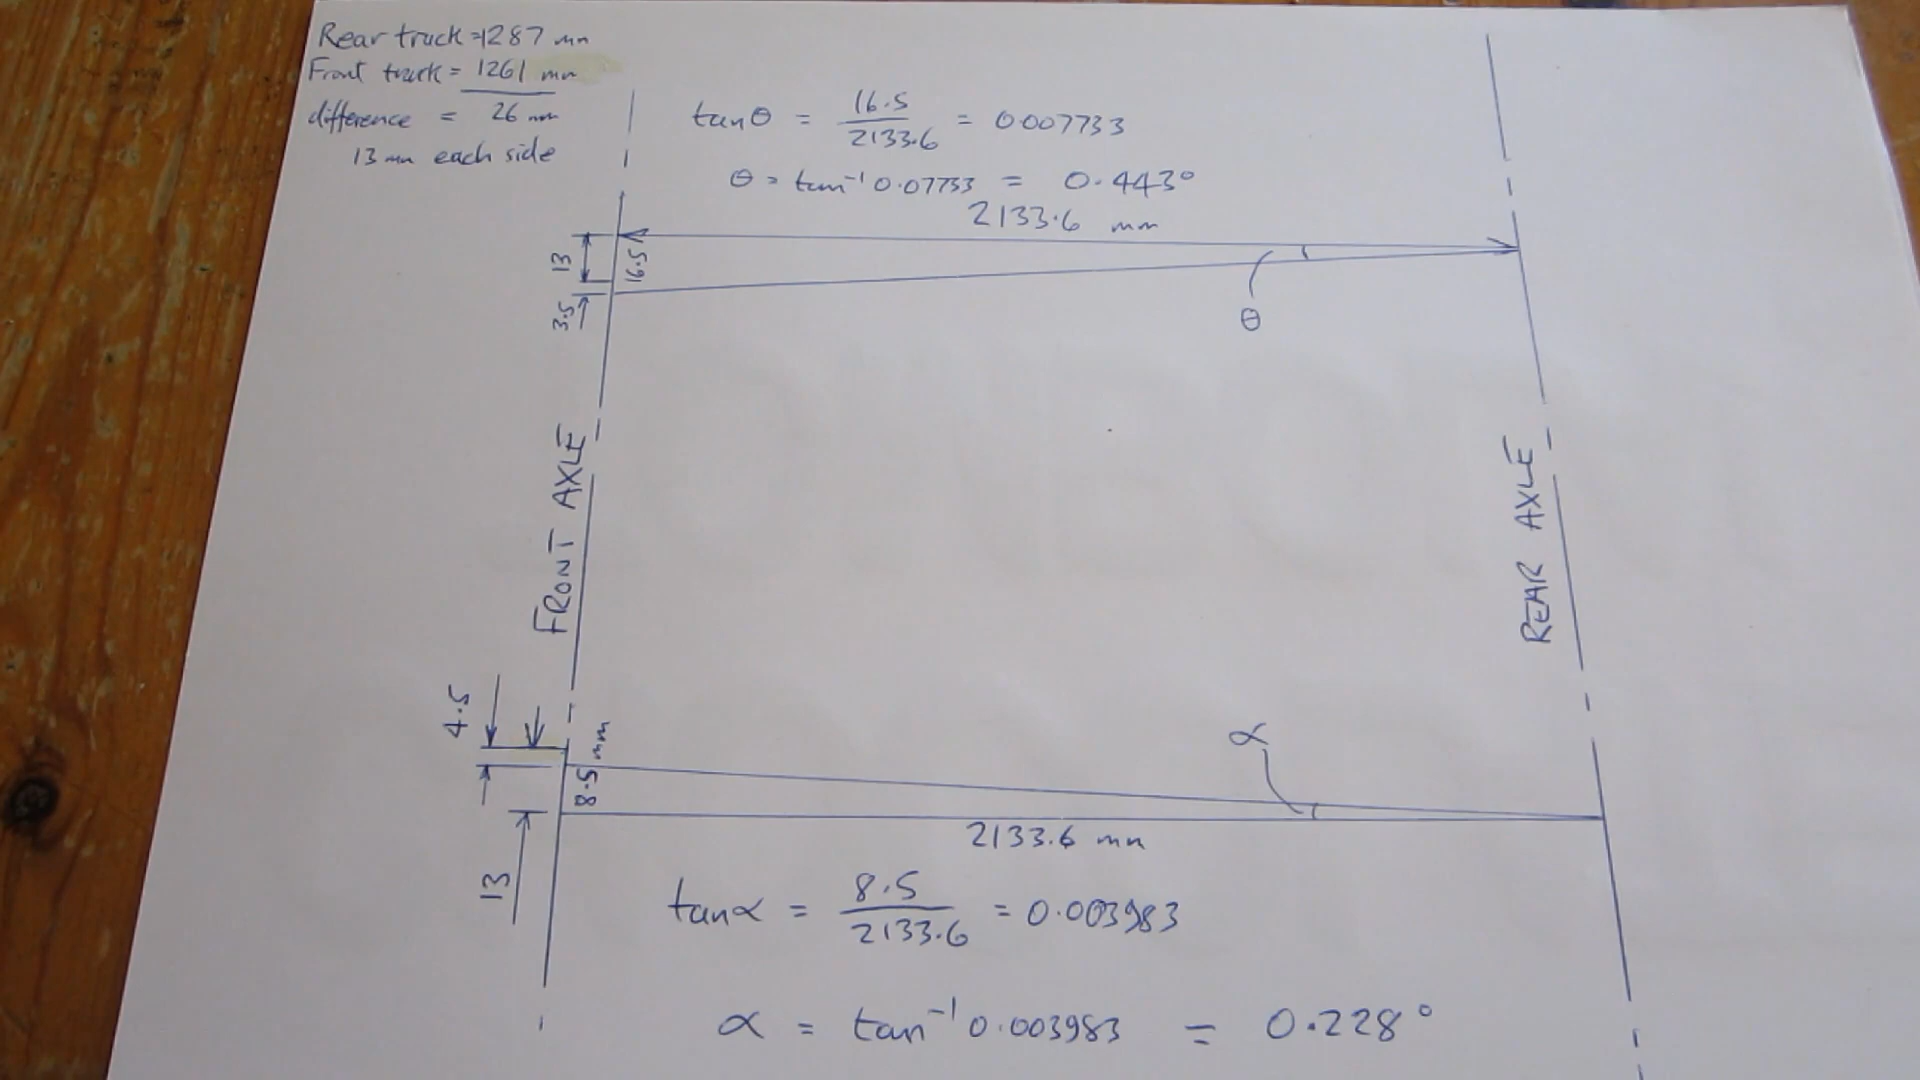 Rear truck = 1287 mm
Front truck = 1261 mm
difference = 26 mm
13 mm each side
tanθ = 16.5 / 2133.6 = 0.007733
θ = tan⁻¹ 0.07733 = 0.443°
2133.6 mm
13
16.5
3.5
θ
FRONT AXLE
REAR AXLE
4.5
8.5 mm
α
2133.6 mm
13
tanα = 8.5 / 2133.6 = 0.003983
α = tan⁻¹ 0.003983 = 0.228°